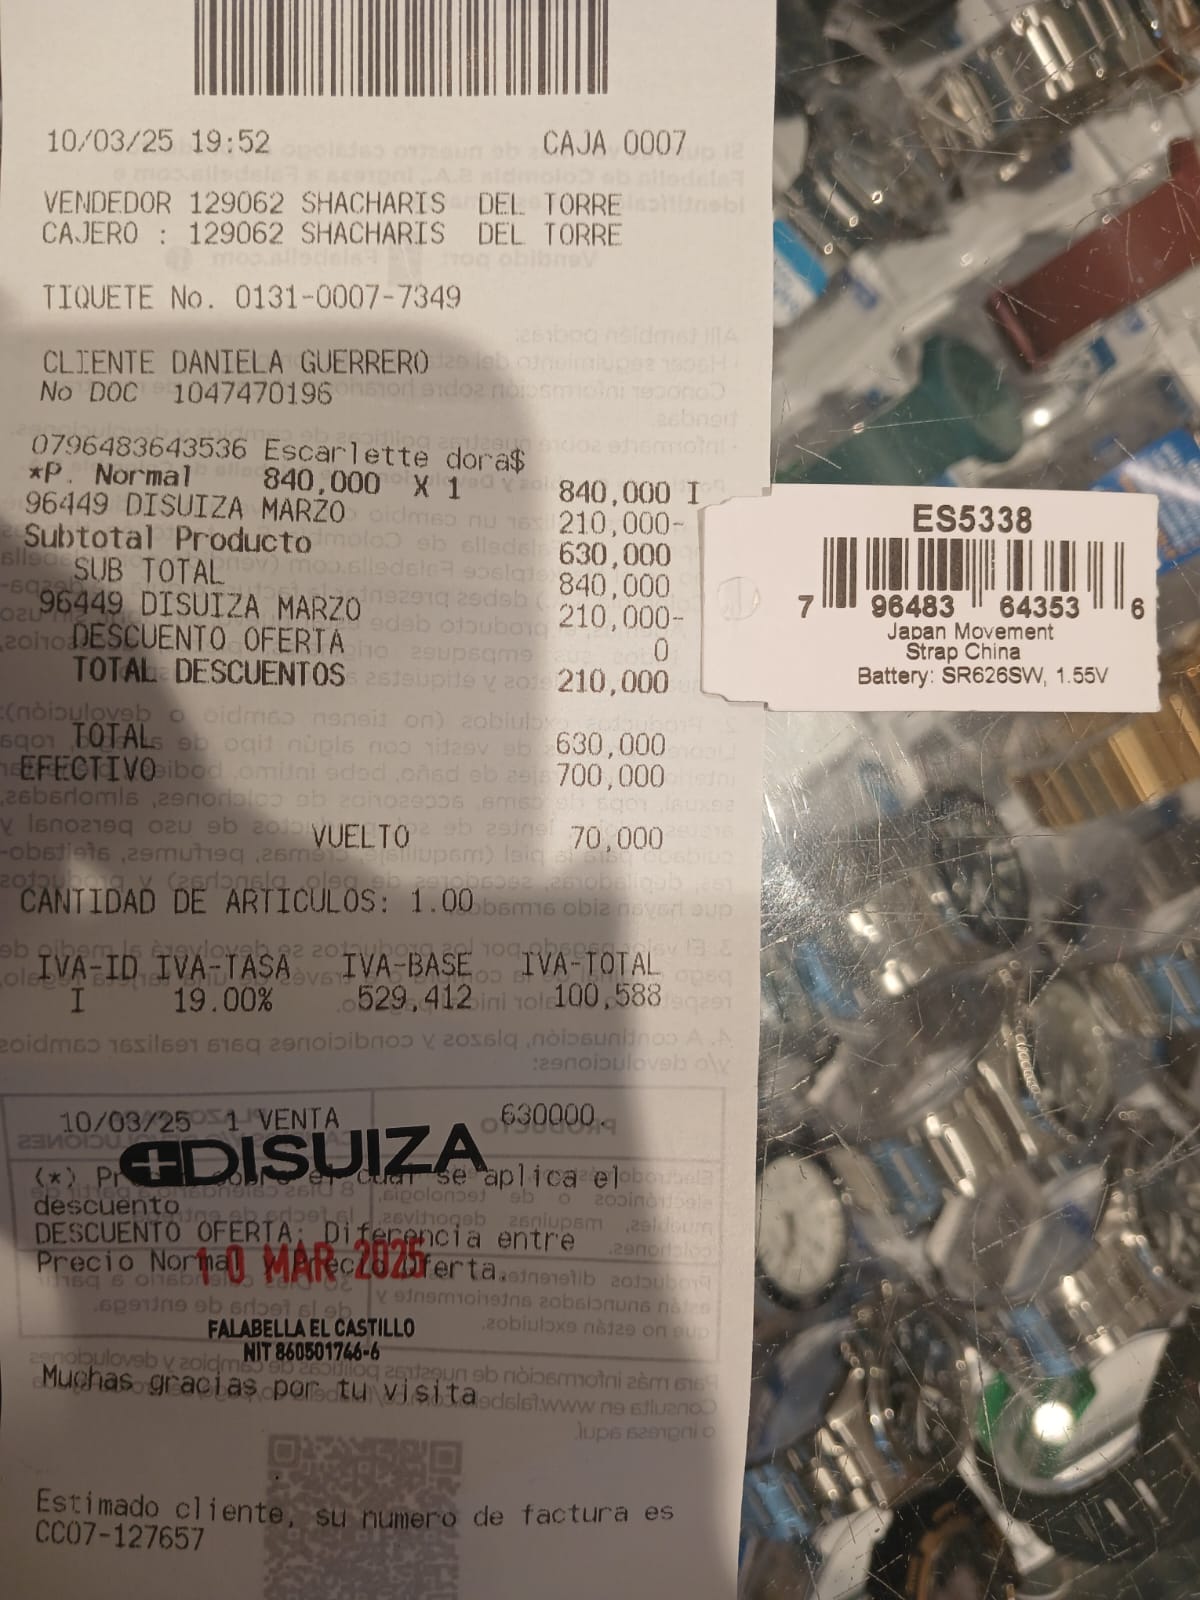 10/03/25 19:52 CAJA 0007
VENDEDOR 129062 SHACHARIS DEL TORRE
CAJERO : 129062 SHACHARIS DEL TORRE
TIQUETE No. 0131-0007-7349
CLIENTE DANIELA GUERRERO
No DOC 1047470196
0796483643536 Escarlette dora$
*P. Normal 840,000 X 1 840,000 I
96449 DISUIZA MARZO 210,000-
Subtotal Producto 630,000
SUB TOTAL 840,000
96449 DISUIZA MARZO 210,000-
DESCUENTO OFERTA 0
TOTAL DESCUENTOS 210,000
TOTAL 630,000
EFECTIVO 700,000
VUELTO 70,000
CANTIDAD DE ARTICULOS: 1.00
IVA-ID IVA-TASA IVA-BASE IVA-TOTAL
I 19.00% 529,412 100,588
10/03/25 1 VENTA 630000.
DISUIZA
(*) Pr el cual se aplica el
descuento
DESCUENTO OFERTA: Diferencia entre
Precio Normal y Precio Oferta.
10 MAR 2025
FALABELLA EL CASTILLO
NIT 860501746-6
Muchas gracias por tu visita
Estimado cliente, su numero de factura es
CC07-127657
ES5338
7 96483 64353 6
Japan Movement
Strap China
Battery: SR626SW, 1.55V